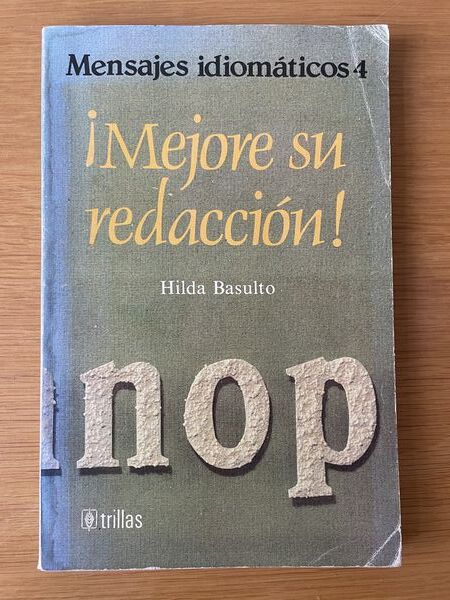 Mensajes idiomáticos 4
¡Mejore su
redacción!
Hilda Basulto
nop
trillas